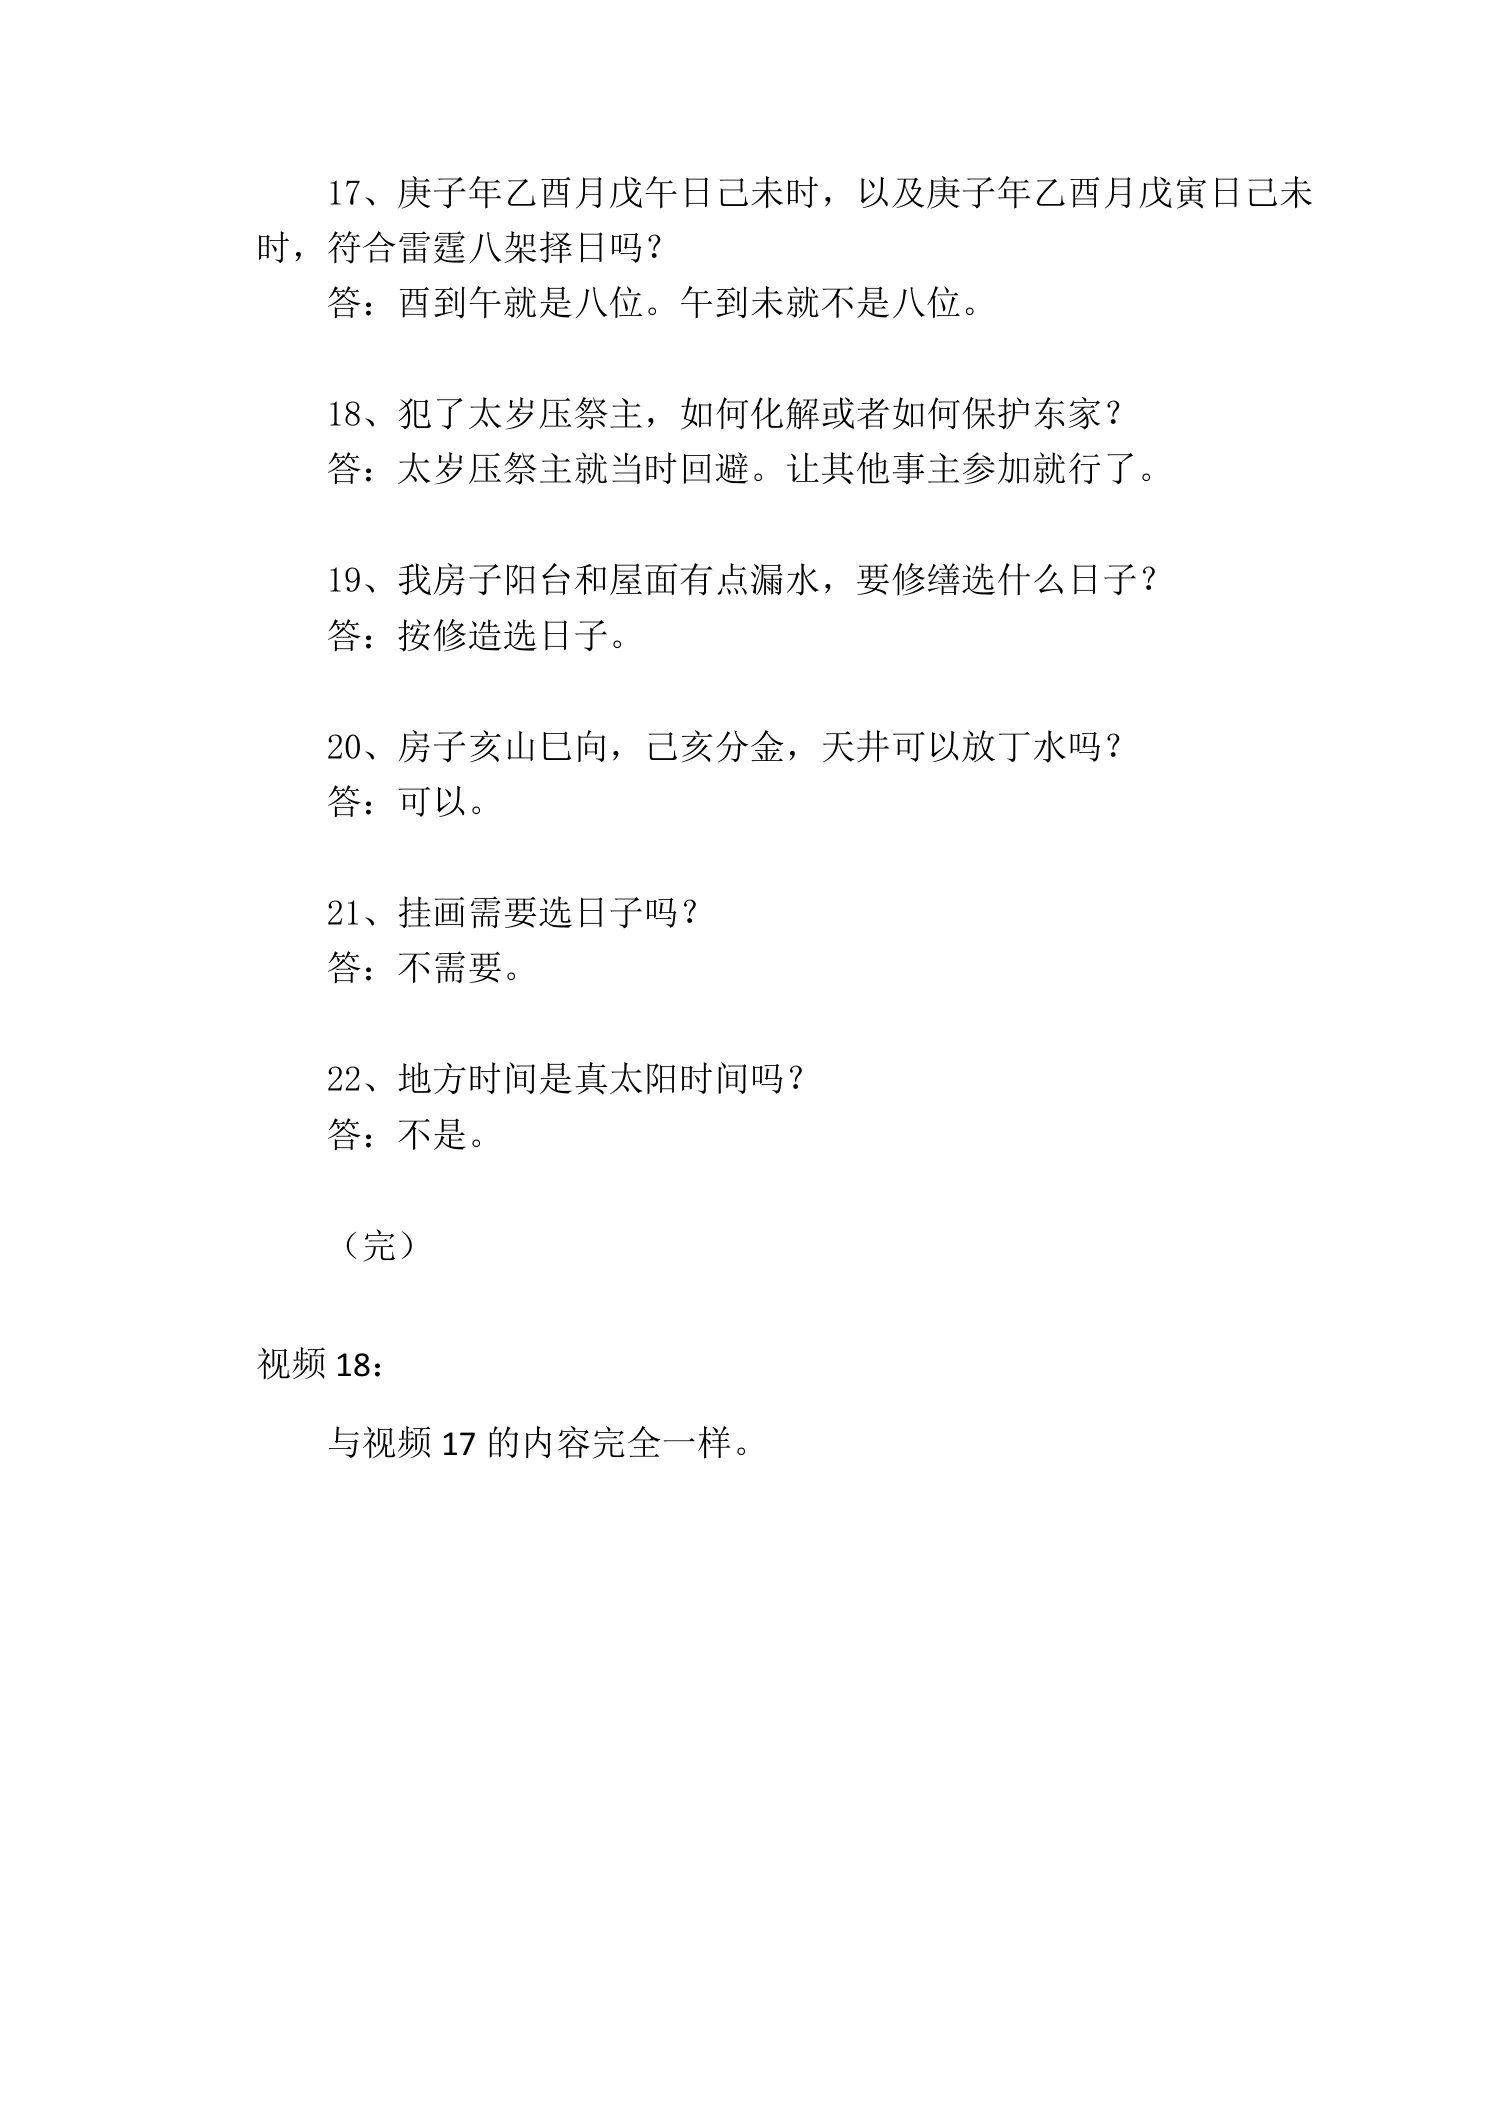 17、庚子年乙酉月戊午日己未时，以及庚子年乙酉月戊寅日己未
时，符合雷霆八架择日吗？
答：酉到午就是八位。午到未就不是八位。
18、犯了太岁压祭主，如何化解或者如何保护东家？
答：太岁压祭主就当时回避。让其他事主参加就行了。
19、我房子阳台和屋面有点漏水，要修缮选什么日子？
答：按修造选日子。
20、房子亥山巳向，己亥分金，天井可以放丁水吗？
答：可以。
21、挂画需要选日子吗？
答：不需要。
22、地方时间是真太阳时间吗？
答：不是。
（完）
视频 18：
与视频 17 的内容完全一样。